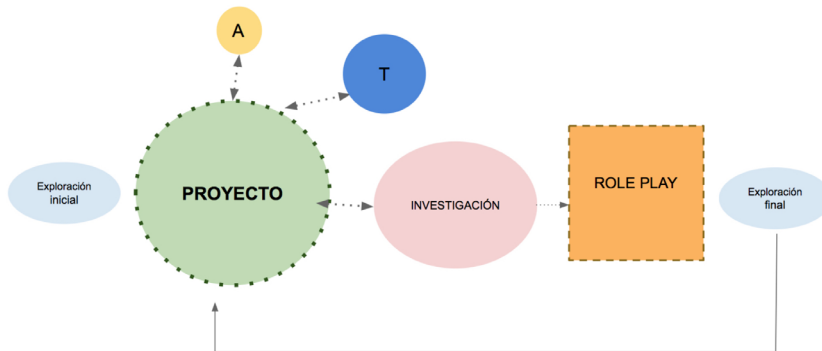 A
T
Exploración
inicial
PROYECTO
INVESTIGACIÓN
ROLE PLAY
Exploración
final